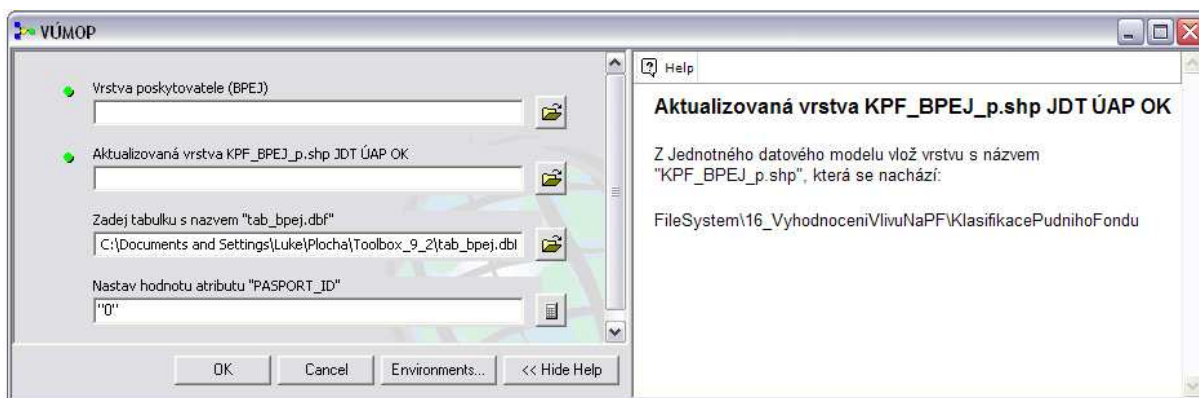 VÚMOP
Vrstva poskytovatele (BPEJ)
Aktualizovaná vrstva KPF_BPEJ_p.shp JDT ÚAP OK
Zadej tabulku s nazvem "tab_bpej.dbf"
C:\Documents and Settings\Luke\Plocha\Toolbox_9_2\tab_bpej.dbf
Nastav hodnotu atributu "PASPORT_ID"
"0"
OK
Cancel
Environments...
<< Hide Help
Help
Aktualizovaná vrstva KPF_BPEJ_p.shp JDT ÚAP OK
Z Jednotného datového modelu vlož vrstvu s názvem
"KPF_BPEJ_p.shp", která se nachází:
FileSystem\16_VyhodnoceniVlivuNaPF\KlasifikacePudnihoFondu